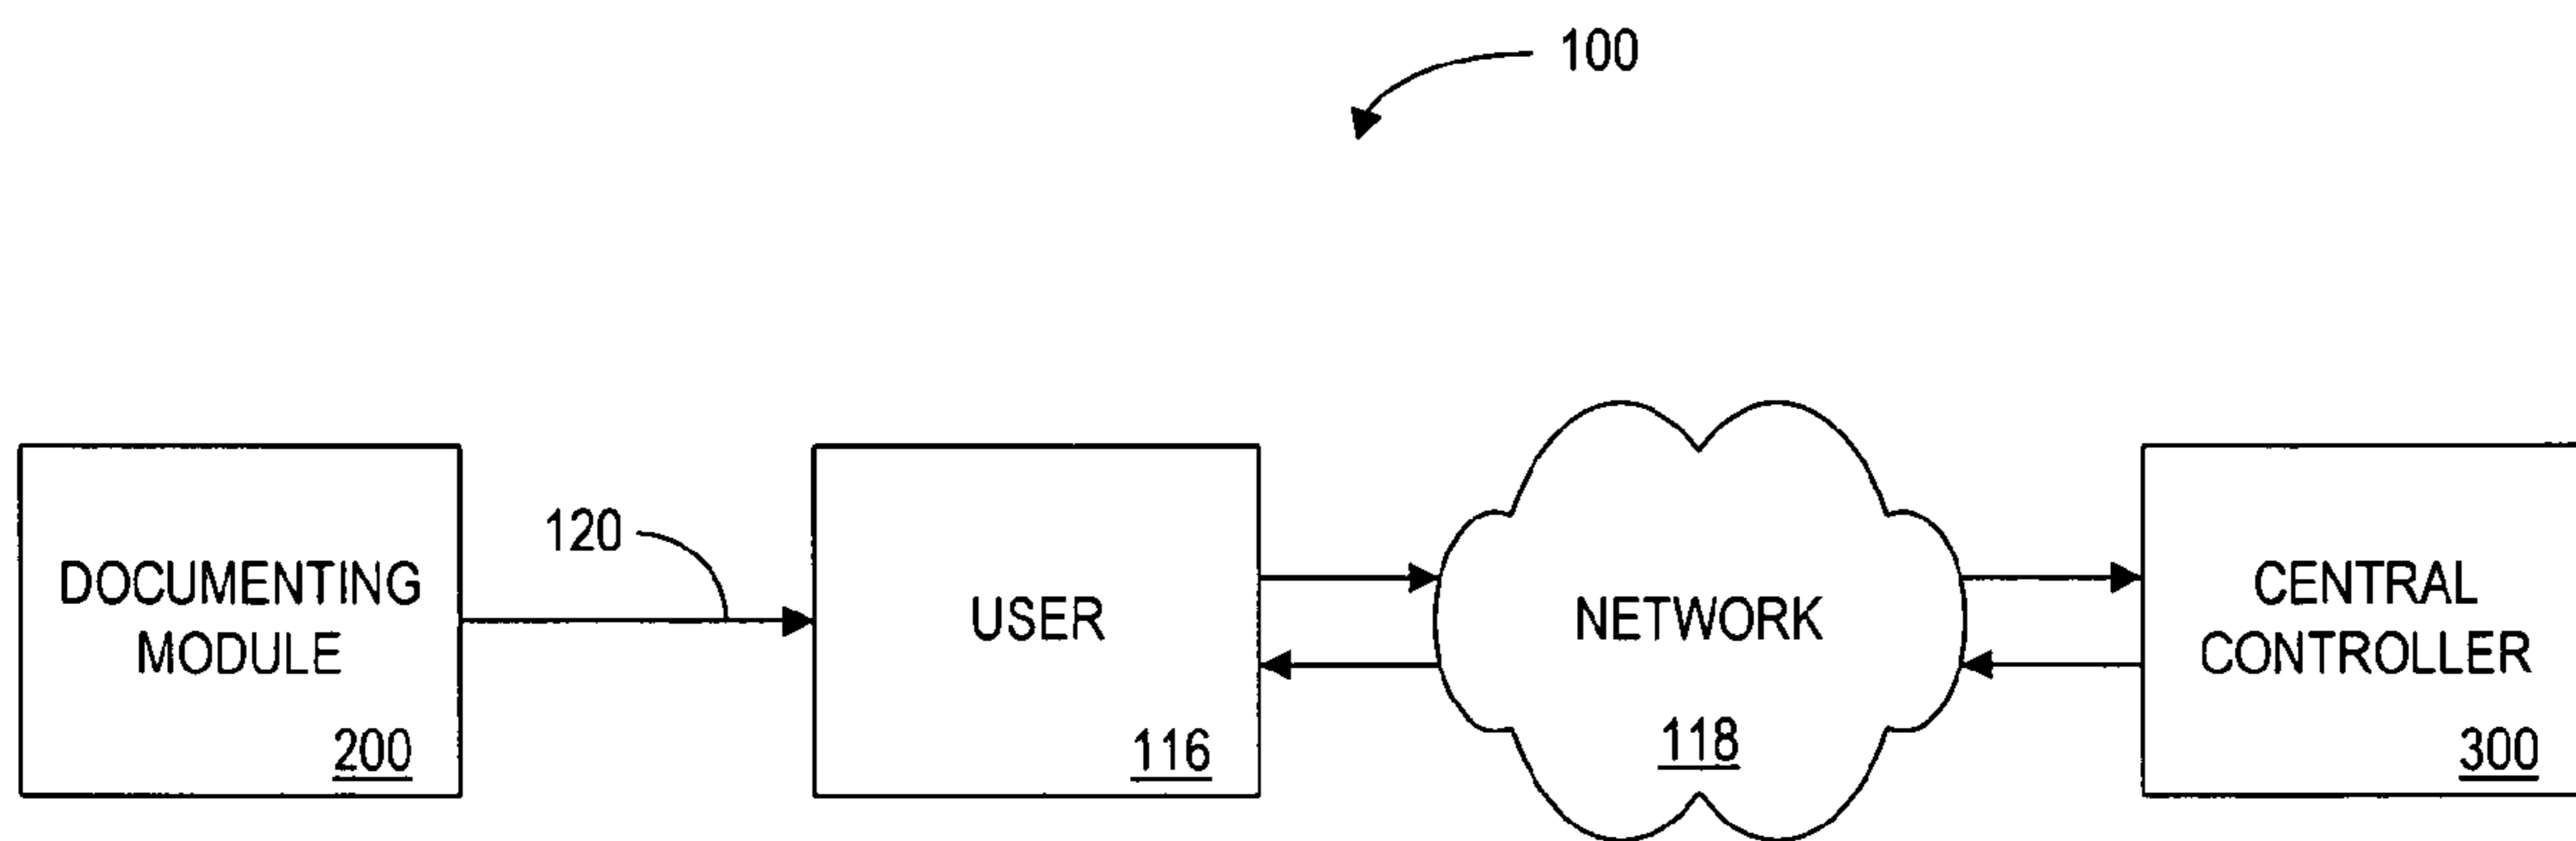 100
120
DOCUMENTING
MODULE
200
USER
116
NETWORK
118
CENTRAL
CONTROLLER
300